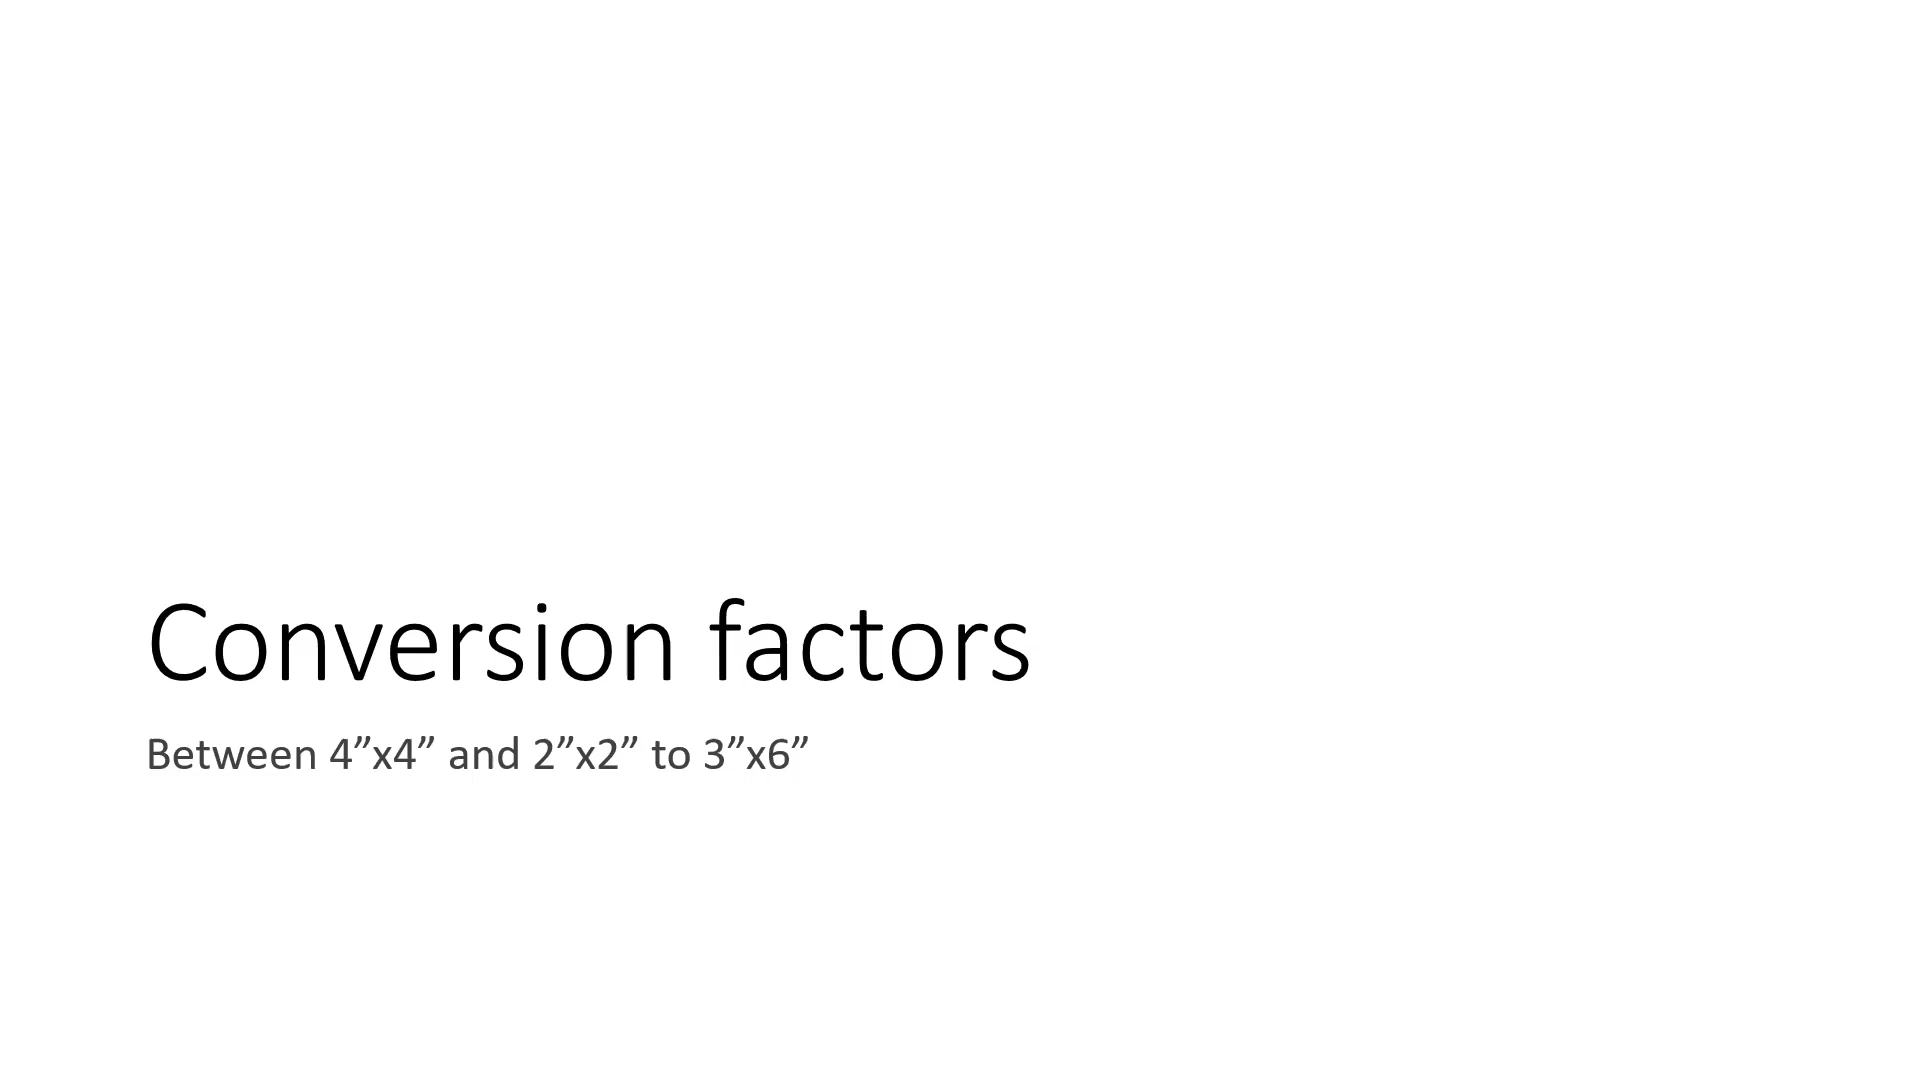 Conversion factors
Between 4”x4” and 2”x2” to 3”x6”